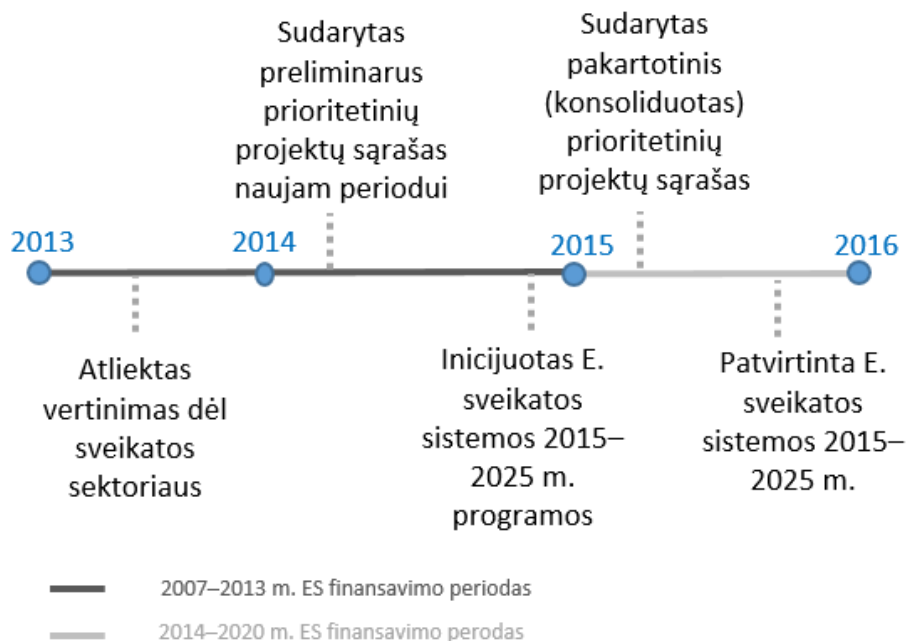 Sudarytas
preliminarus
prioritetinių
projektų sąrašas
naujam periodui
Sudarytas
pakartotinis
(konsoliduotas)
prioritetinių
projektų sąrašas
2013
2014
2015
2016
Atliektas
vertinimas dėl
sveikatos
sektoriaus
Inicijuotas E.
sveikatos
sistemos 2015–
2025 m.
programos
Patvirtinta E.
sveikatos
sistemos 2015–
2025 m.
2007–2013 m. ES finansavimo periodas
2014–2020 m. ES finansavimo perodas